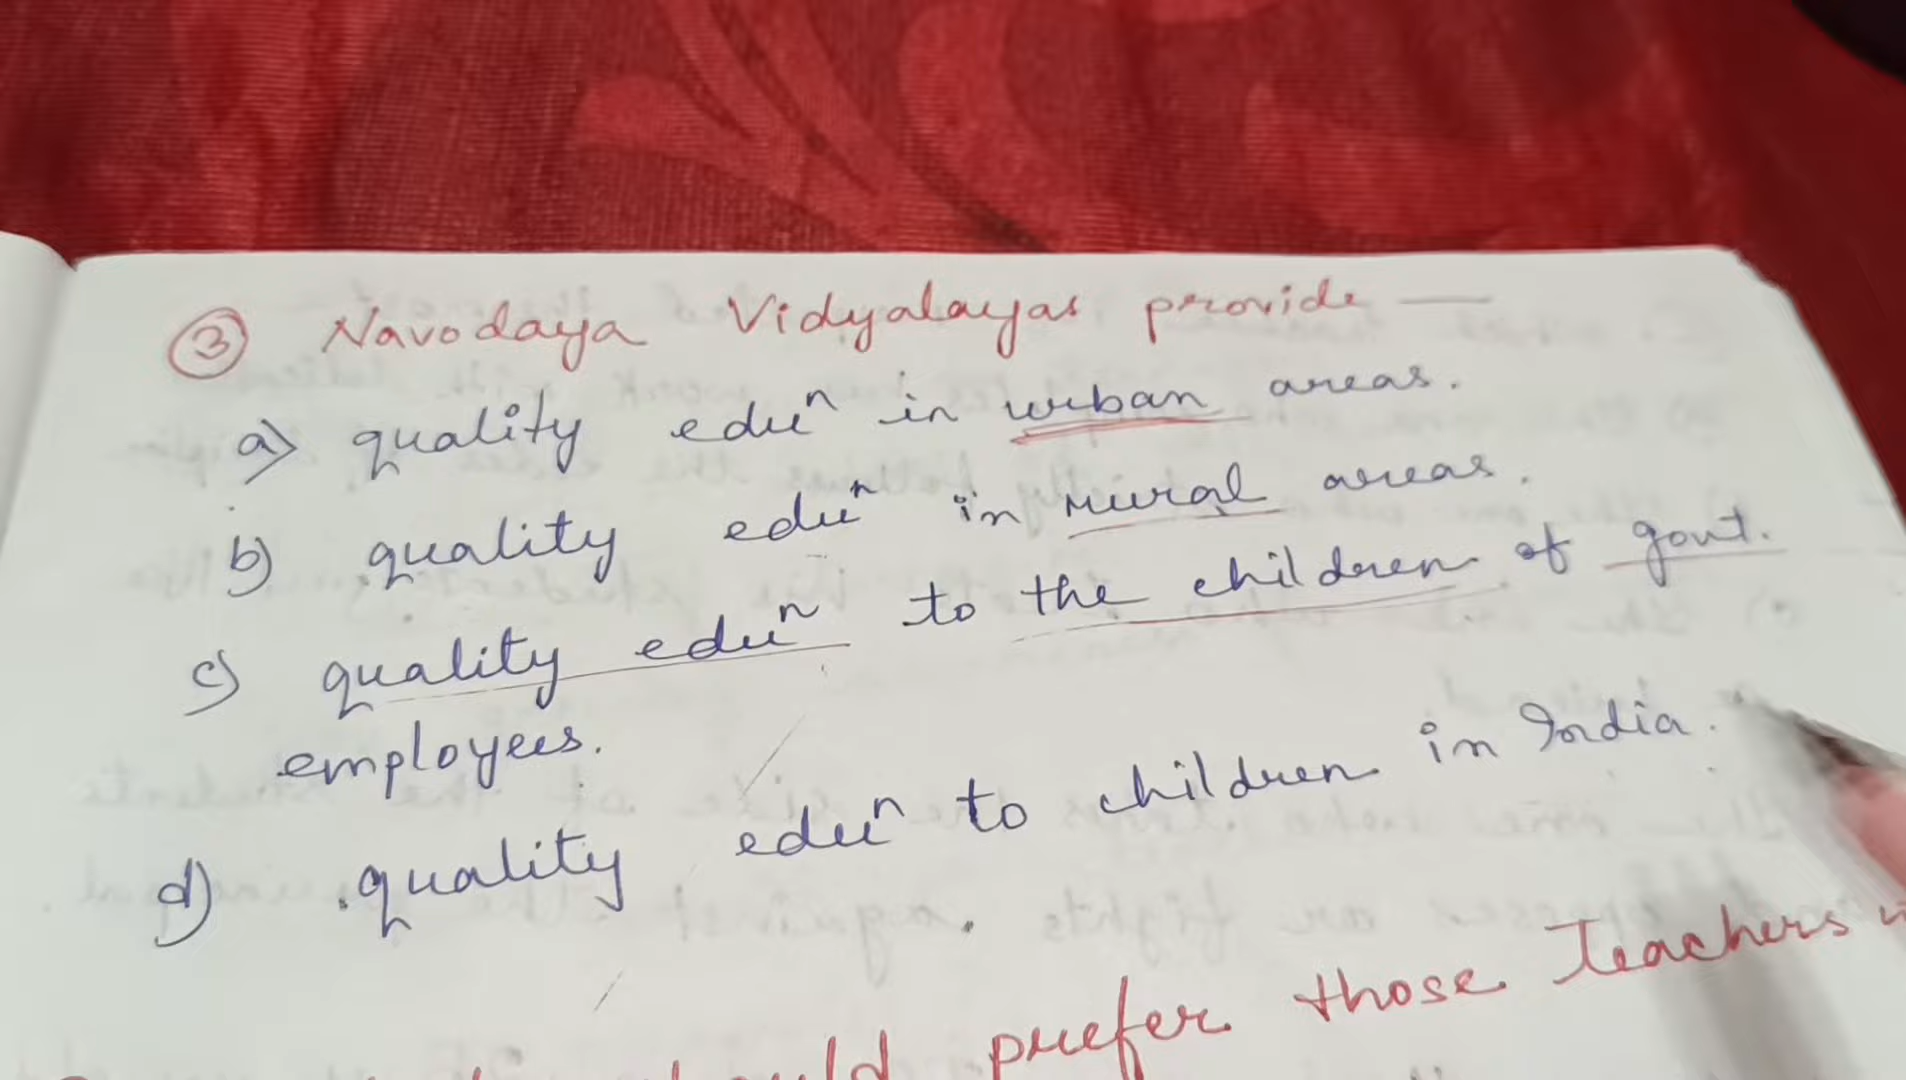 ③ Navodaya Vidyalayas provide —
a) quality eduⁿ in urban areas.
b) quality eduⁿ in rural areas.
c) quality eduⁿ to the children of govt.
employees.
d) quality eduⁿ to children in India.
prefer those Teachers